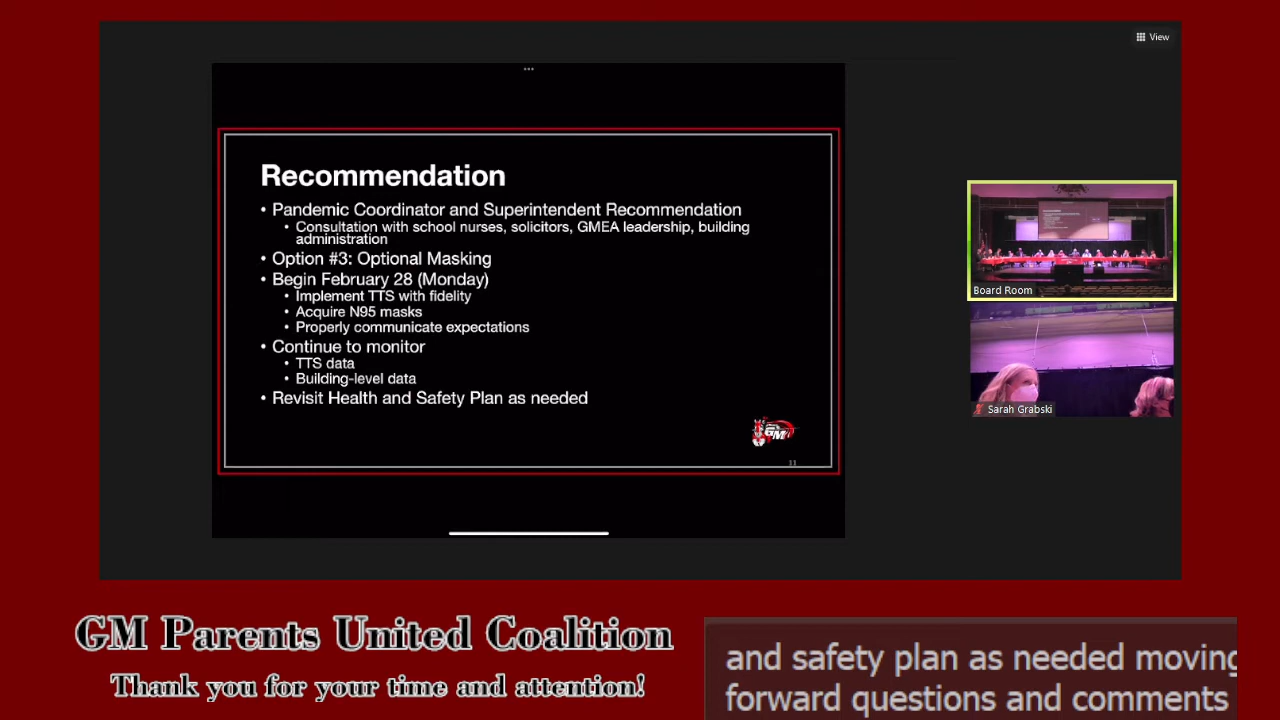 View
Recommendation
• Pandemic Coordinator and Superintendent Recommendation
• Consultation with school nurses, solicitors, GMEA leadership, building
administration
• Option #3: Optional Masking
• Begin February 28 (Monday)
• Implement TTS with fidelity
• Acquire N95 masks
• Properly communicate expectations
• Continue to monitor
• TTS data
• Building-level data
• Revisit Health and Safety Plan as needed
GM
11
Board Room
Sarah Grabski
GM Parents United Coalition
Thank you for your time and attention!
and safety plan as needed moving
forward questions and comments